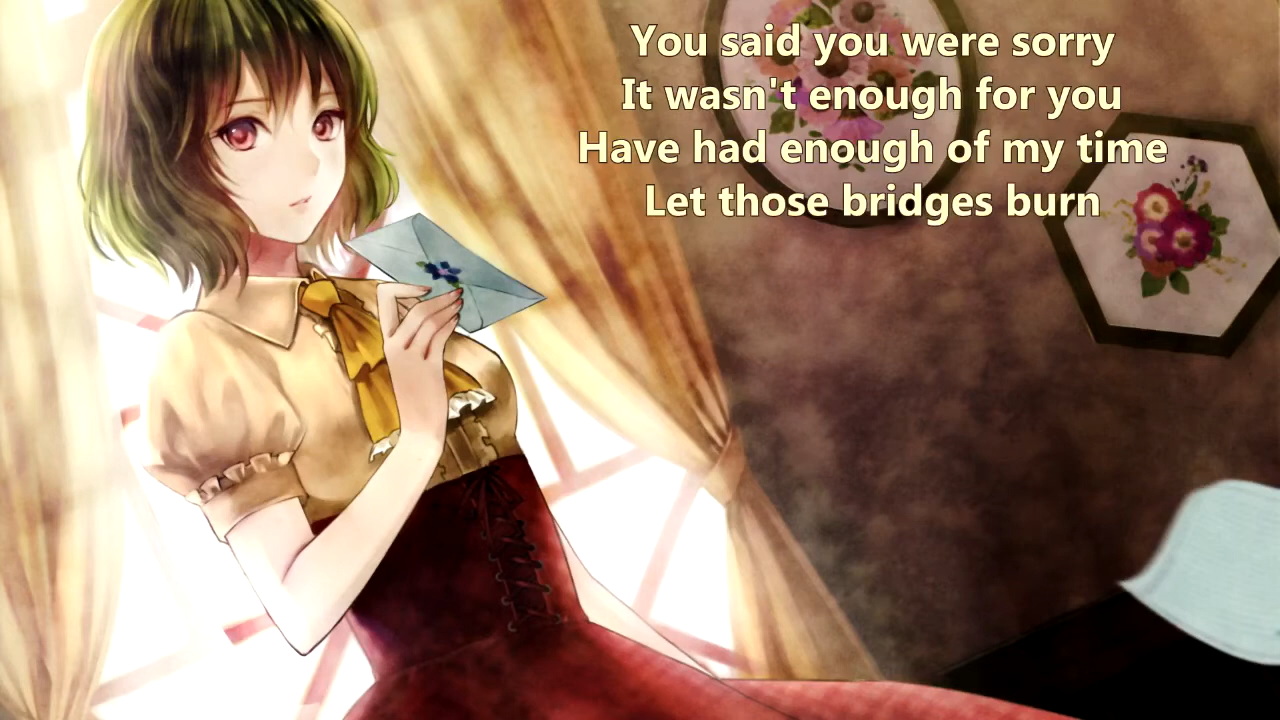 You said you were sorry
It wasn't enough for you
Have had enough of my time
Let those bridges burn